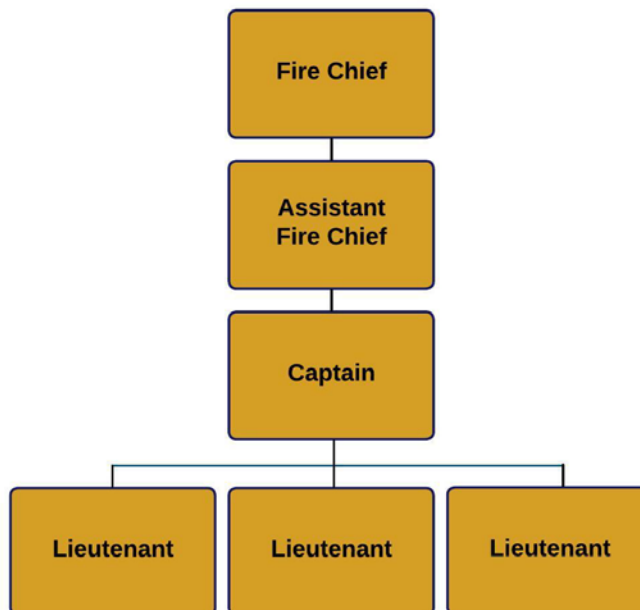 Fire Chief
Assistant
Fire Chief
Captain
Lieutenant
Lieutenant
Lieutenant